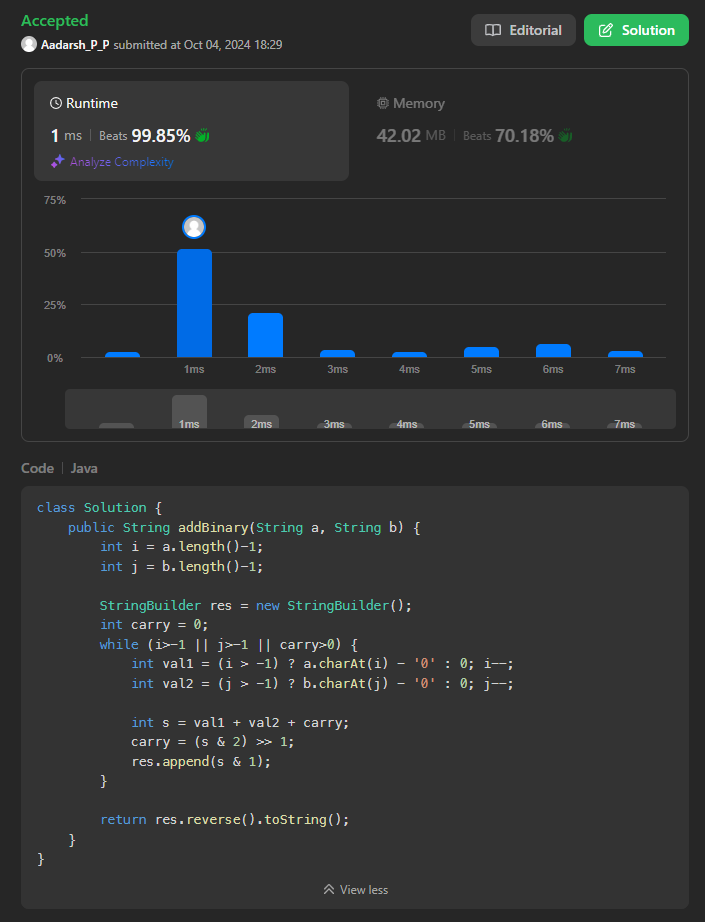 Accepted
Aadarsh_P_P submitted at Oct 04, 2024 18:29
Editorial
Solution
Runtime
1 ms | Beats 99.85%
Analyze Complexity
Memory
42.02 MB | Beats 70.18%
75%
50%
25%
0%
1ms 2ms 3ms 4ms 5ms 6ms 7ms
1ms 2ms 3ms 4ms 5ms 6ms 7ms
Code | Java
class Solution {
    public String addBinary(String a, String b) {
        int i = a.length()-1;
        int j = b.length()-1;
        StringBuilder res = new StringBuilder();
        int carry = 0;
        while (i>-1 || j>-1 || carry>0) {
            int val1 = (i > -1) ? a.charAt(i) - '0' : 0; i--;
            int val2 = (j > -1) ? b.charAt(j) - '0' : 0; j--;
            int s = val1 + val2 + carry;
            carry = (s & 2) >> 1;
            res.append(s & 1);
        }
        return res.reverse().toString();
    }
}
View less